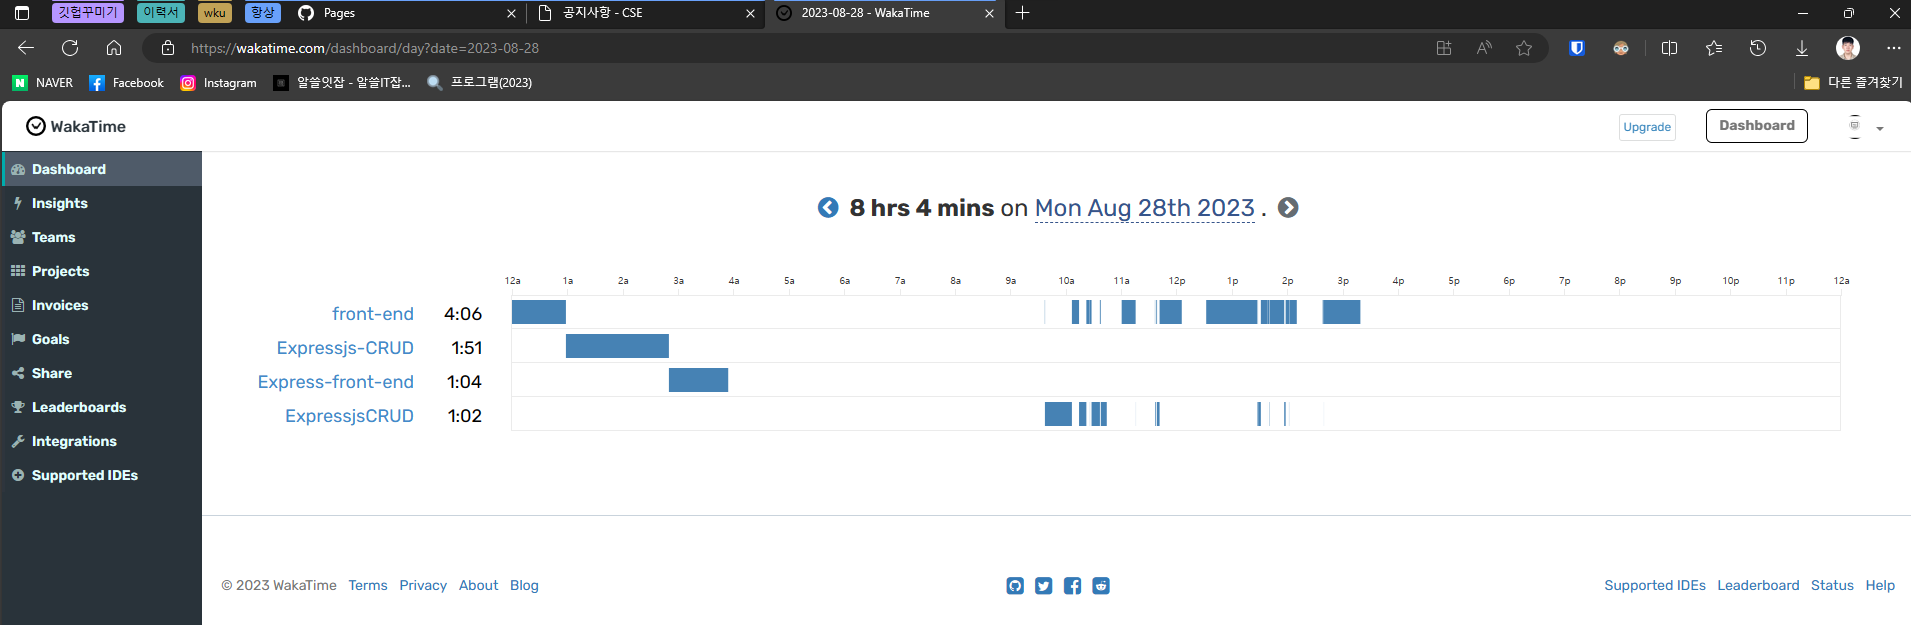 깃헙꾸미기 이력서 wku 항상 Pages 공지사항 - CSE 2023-08-28 - WakaTime
https://wakatime.com/dashboard/day?date=2023-08-28
NAVER Facebook Instagram 알쓸잇잡 - 알쓸IT잡... 프로그램(2023) 다른 즐겨찾기
WakaTime Upgrade Dashboard
Dashboard
Insights
Teams
Projects
Invoices
Goals
Share
Leaderboards
Integrations
Supported IDEs
8 hrs 4 mins on Mon Aug 28th 2023 .
12a 1a 2a 3a 4a 5a 6a 7a 8a 9a 10a 11a 12p 1p 2p 3p 4p 5p 6p 7p 8p 9p 10p 11p 12a
front-end 4:06
Expressjs-CRUD 1:51
Express-front-end 1:04
ExpressjsCRUD 1:02
© 2023 WakaTime Terms Privacy About Blog
Supported IDEs Leaderboard Status Help